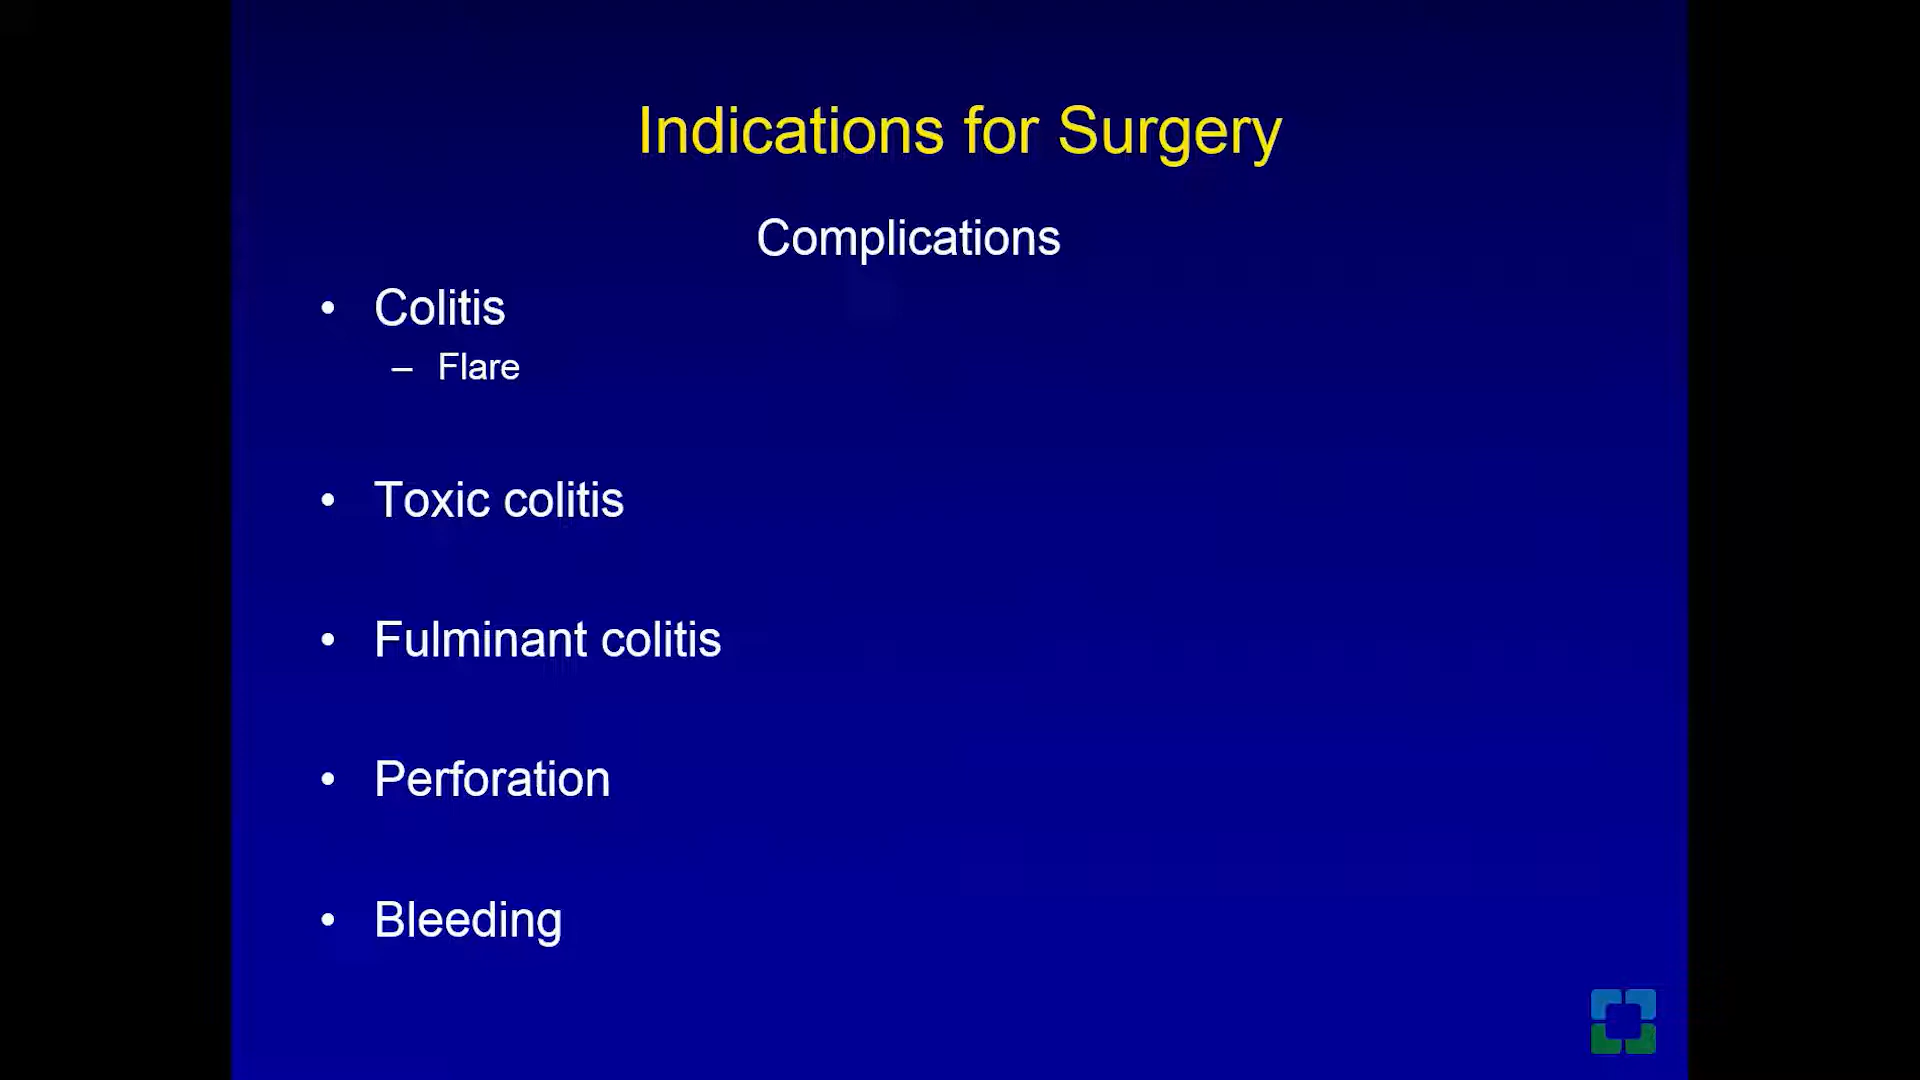 Indications for Surgery
Complications
• Colitis
– Flare
• Toxic colitis
• Fulminant colitis
• Perforation
• Bleeding